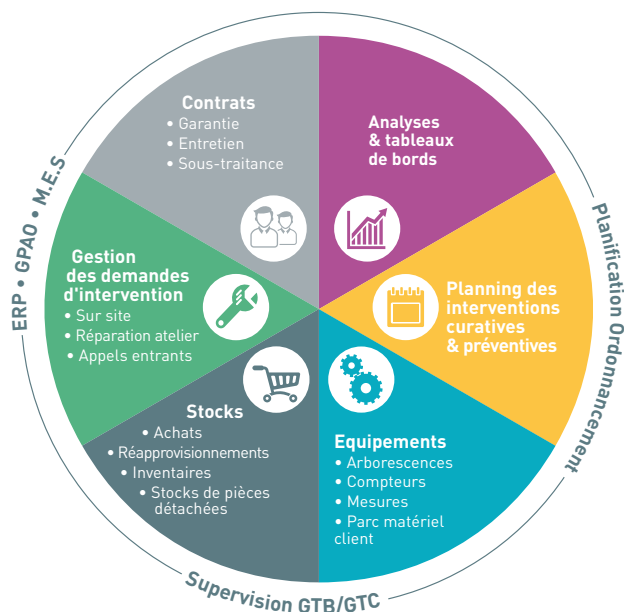 Contrats
• Garantie
• Entretien
• Sous-traitance
Analyses
& tableaux
de bords
Planning des
interventions
curatives
& préventives
Equipements
• Arborescences
• Compteurs
• Mesures
• Parc matériel
client
Stocks
• Achats
• Réapprovisionnements
• Inventaires
• Stocks de pièces
détachées
Gestion
des demandes
d'intervention
• Sur site
• Réparation atelier
• Appels entrants
ERP • GPAO • M.E.S
Planification Ordonnancement
Supervision GTB/GTC